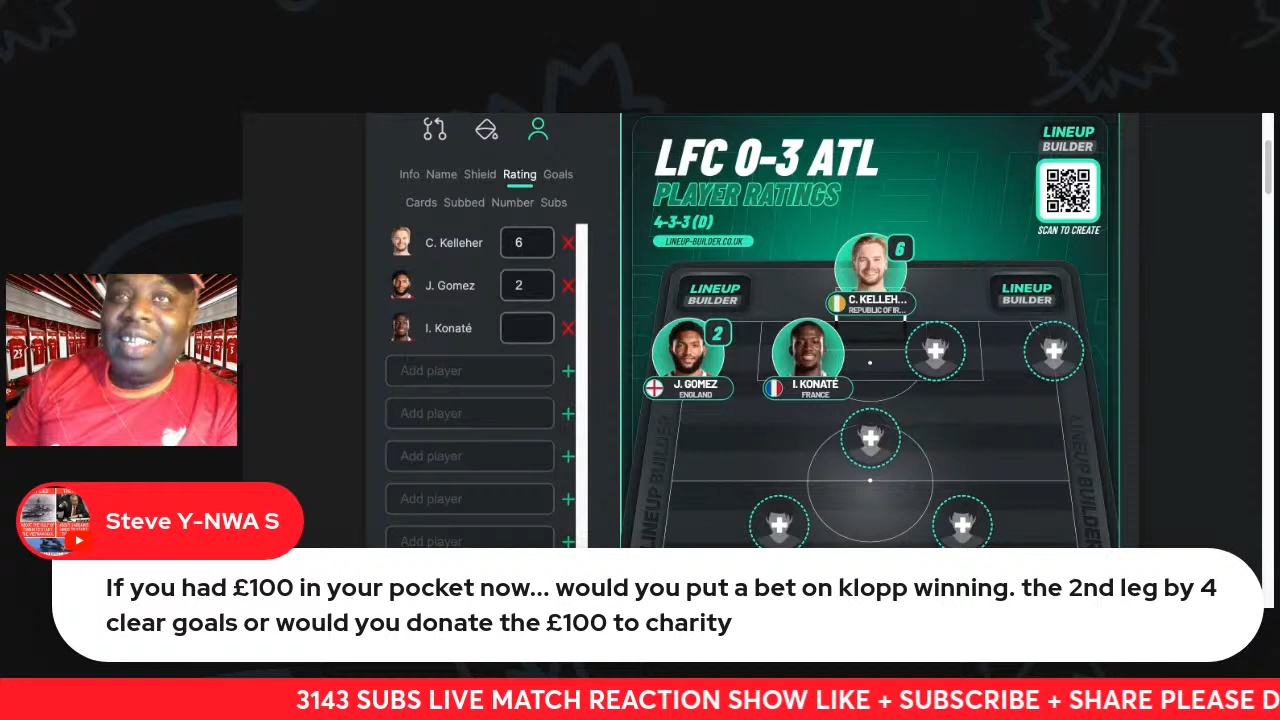 Info Name Shield Rating Goals
Cards Subbed Number Subs
C. Kelleher 6
J. Gomez 2
I. Konaté
Add player
Add player
Add player
Add player
Add player
LFC 0-3 ATL
PLAYER RATINGS
4-3-3 (D)
LINEUP-BUILDER.CO.UK
LINEUP
BUILDER
SCAN TO CREATE
6
LINEUP
BUILDER
C. KELLEH...
REPUBLIC OF IR...
LINEUP
BUILDER
2
J. GOMEZ
ENGLAND
I. KONATÉ
FRANCE
LINEUP BUILDER
LINEUP BUILDER
Steve Y-NWA S
If you had £100 in your pocket now... would you put a bet on klopp winning. the 2nd leg by 4
clear goals or would you donate the £100 to charity
3143 SUBS LIVE MATCH REACTION SHOW LIKE + SUBSCRIBE + SHARE PLEASE D